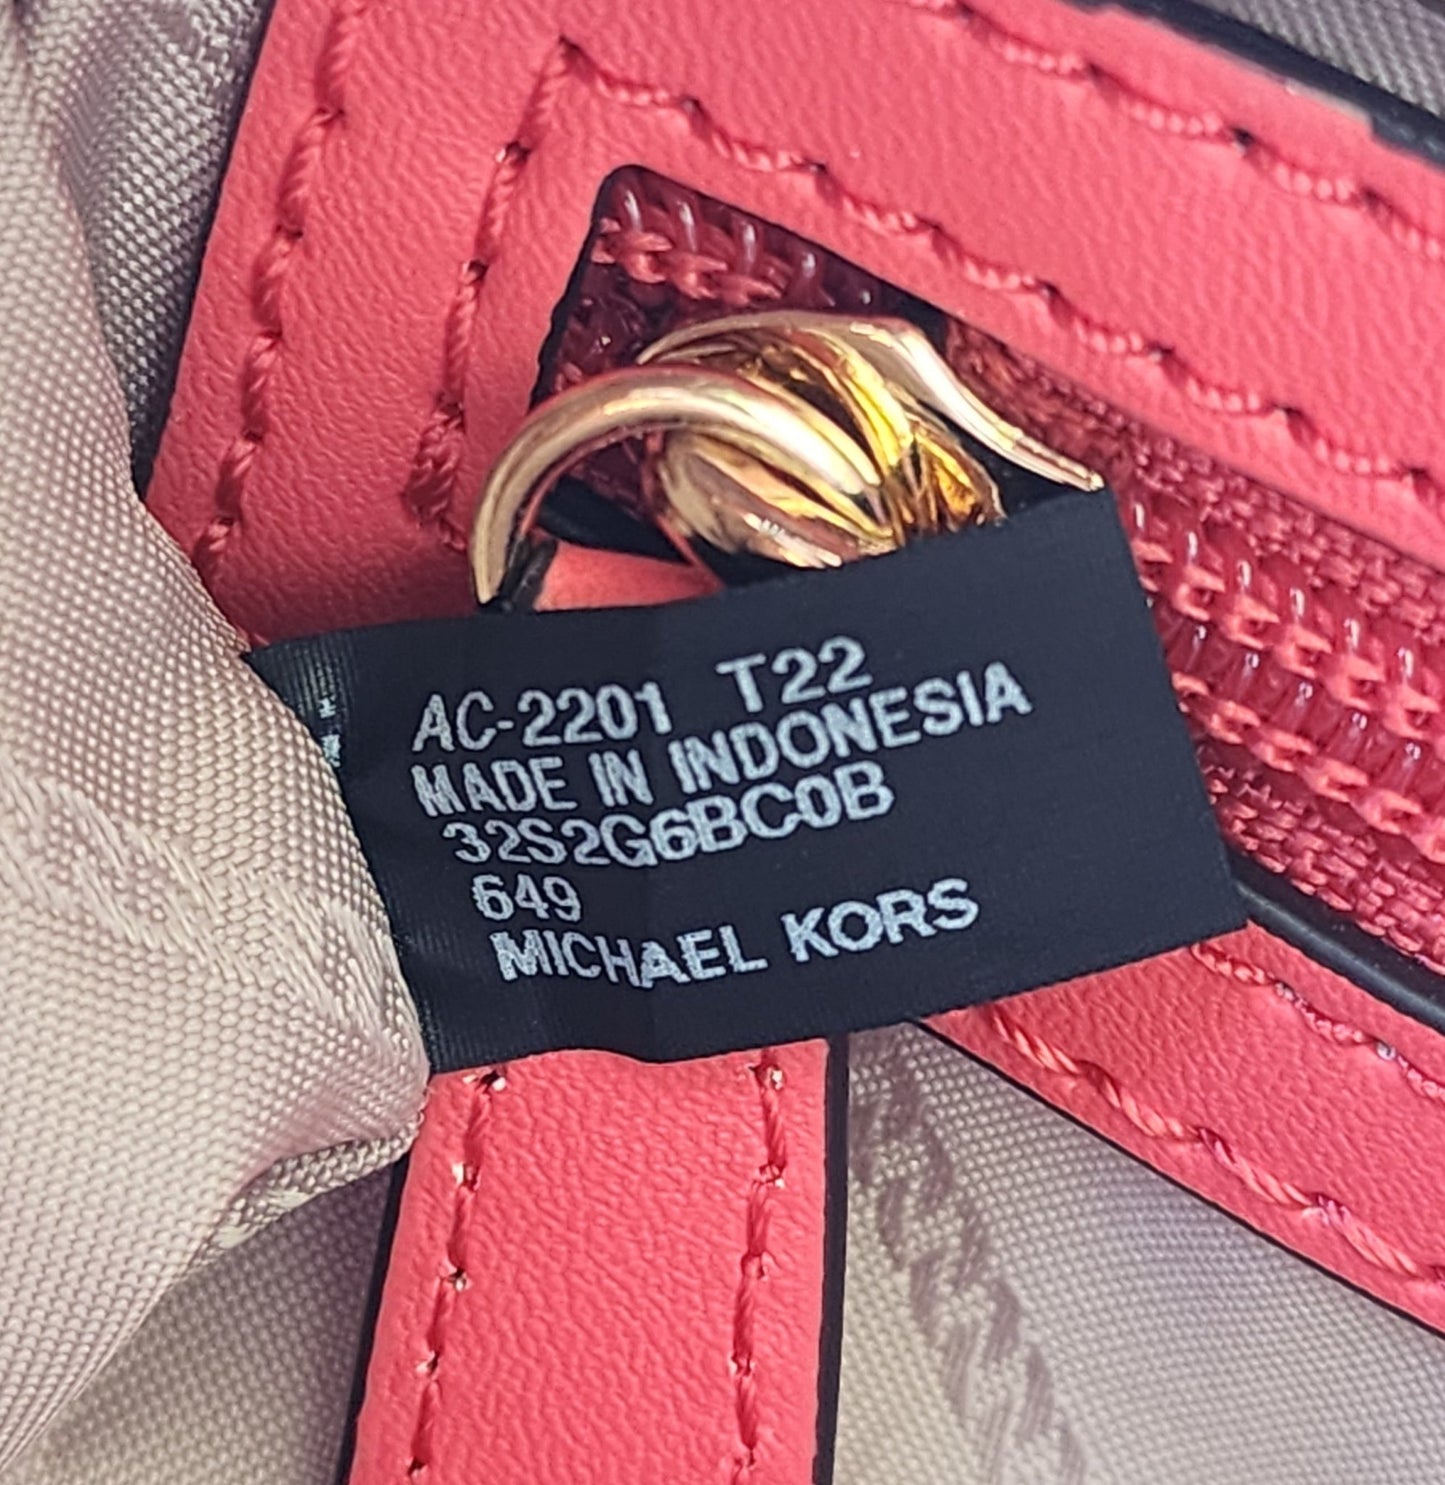 AC-2201 T22
MADE IN INDONESIA
32S2G6BC0B
649
MICHAEL KORS